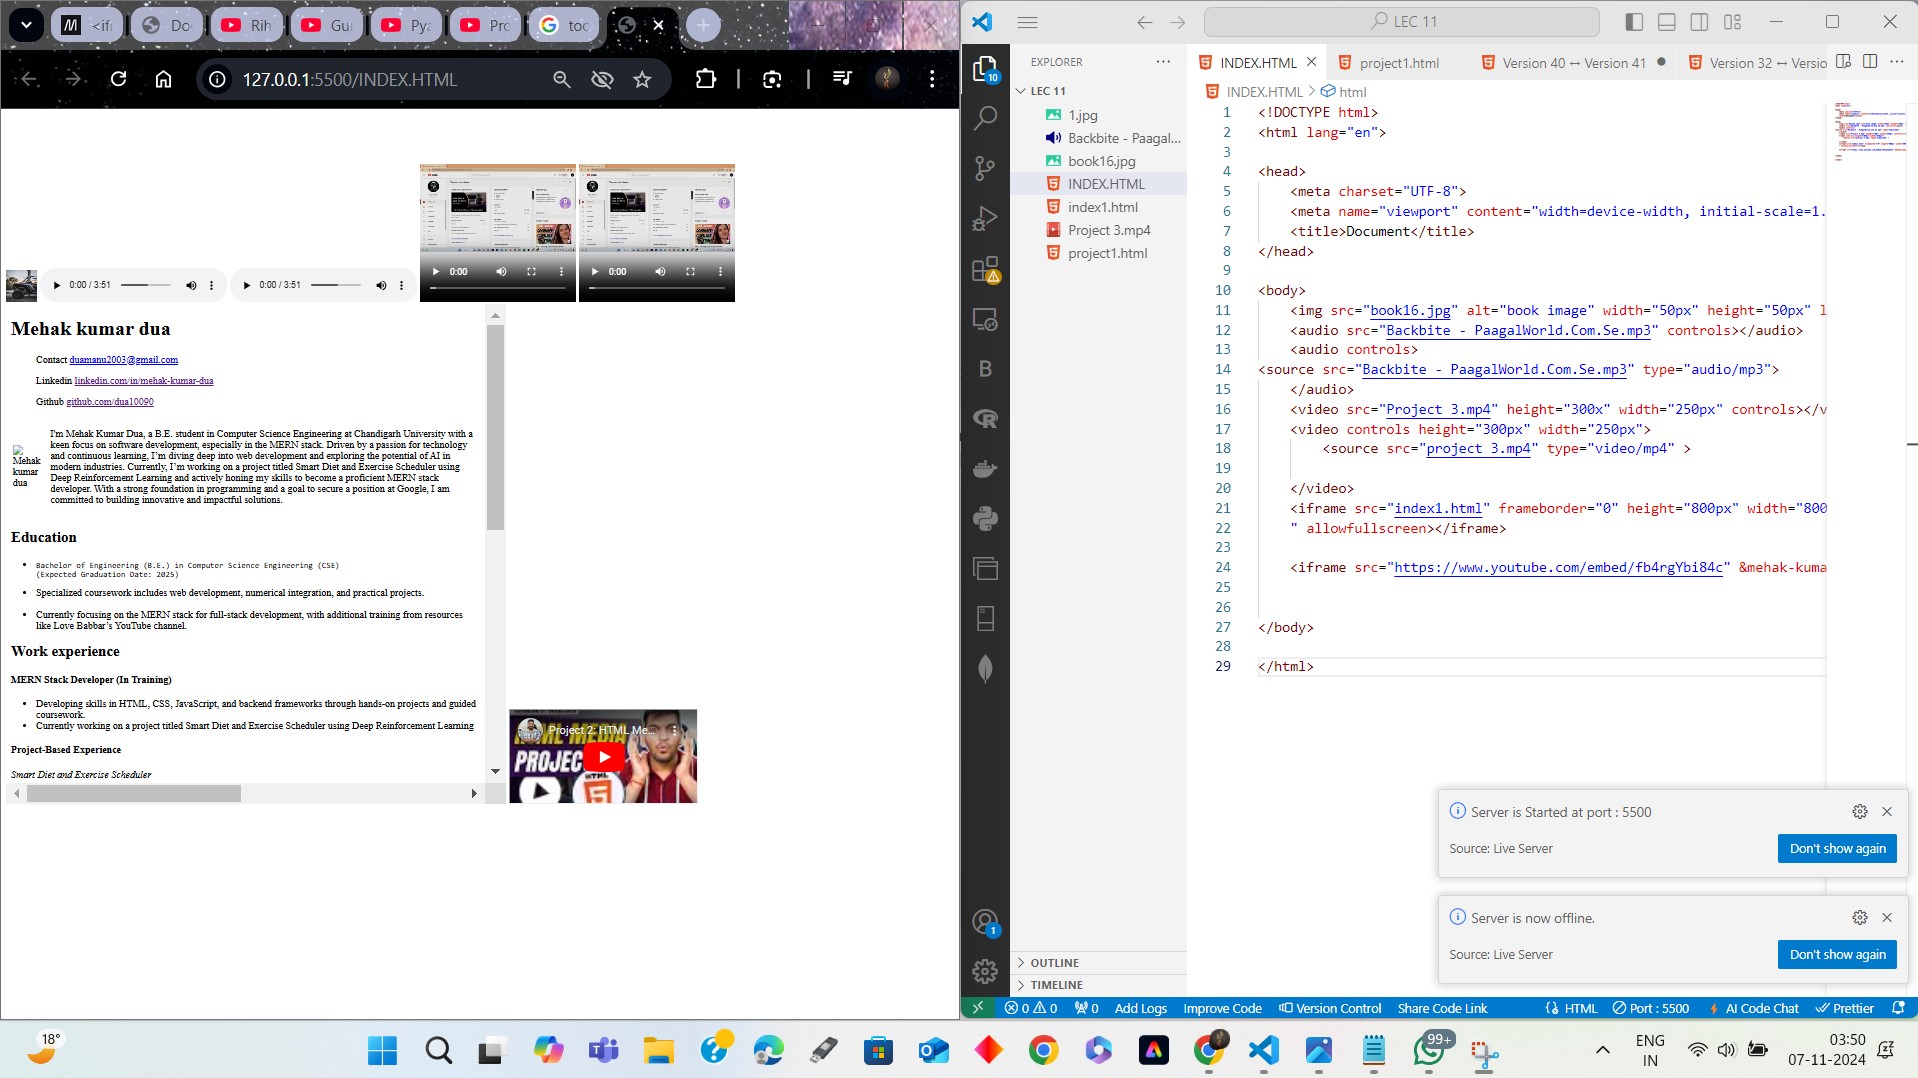 <if
Do
Rih
Gu
Pya
Pro
too
127.0.0.1:5500/INDEX.HTML
0:00 / 3:51
0:00 / 3:51
0:00
0:00
Mehak kumar dua
Contact duamanu2003@gmail.com
Linkedin linkedin.com/in/mehak-kumar-dua
Github github.com/dua10090
Mehak
kumar
dua
I'm Mehak Kumar Dua, a B.E. student in Computer Science Engineering at Chandigarh University with a
keen focus on software development, especially in the MERN stack. Driven by a passion for technology
and continuous learning, I'm diving deep into web development and exploring the potential of AI in
modern industries. Currently, I'm working on a project titled Smart Diet and Exercise Scheduler using
Deep Reinforcement Learning and actively honing my skills to become a proficient MERN stack
developer. With a strong foundation in programming and a goal to secure a position at Google, I am
committed to building innovative and impactful solutions.
Education
Bachelor of Engineering (B.E.) in Computer Science Engineering (CSE)
(Expected Graduation Date: 2025)
Specialized coursework includes web development, numerical integration, and practical projects.
Currently focusing on the MERN stack for full-stack development, with additional training from resources
like Love Babbar's YouTube channel.
Work experience
MERN Stack Developer (In Training)
Developing skills in HTML, CSS, JavaScript, and backend frameworks through hands-on projects and guided
coursework.
Currently working on a project titled Smart Diet and Exercise Scheduler using Deep Reinforcement Learning
Project-Based Experience
Smart Diet and Exercise Scheduler
Project 2: HTML Me...
HTML MEDIA
PROJEC
HTML
LEC 11
EXPLORER
LEC 11
1.jpg
Backbite - Paagal...
book16.jpg
INDEX.HTML
index1.html
Project 3.mp4
project1.html
OUTLINE
TIMELINE
10
B
1
INDEX.HTML
project1.html
Version 40 ↔ Version 41
Version 32 ↔ Versio
INDEX.HTML > html
1 <!DOCTYPE html>
2 <html lang="en">
3
4 <head>
5 <meta charset="UTF-8">
6 <meta name="viewport" content="width=device-width, initial-scale=1.
7 <title>Document</title>
8 </head>
9
10 <body>
11 <img src="book16.jpg" alt="book image" width="50px" height="50px" l
12 <audio src="Backbite - PaagalWorld.Com.Se.mp3" controls></audio>
13 <audio controls>
14 <source src="Backbite - PaagalWorld.Com.Se.mp3" type="audio/mp3">
15 </audio>
16 <video src="Project 3.mp4" height="300x" width="250px" controls></v
17 <video controls height="300px" width="250px">
18 <source src="project 3.mp4" type="video/mp4" >
19
20 </video>
21 <iframe src="index1.html" frameborder="0" height="800px" width="800
22 " allowfullscreen></iframe>
23
24 <iframe src="https://www.youtube.com/embed/fb4rgYbi84c" &mehak-kuma
25
26
27 </body>
28
29 </html>
Server is Started at port : 5500
Source: Live Server
Don't show again
Server is now offline.
Source: Live Server
Don't show again
0 0 0 Add Logs Improve Code Version Control Share Code Link HTML Port : 5500 AI Code Chat Prettier
18°
99+
ENG
IN
03:50
07-11-2024